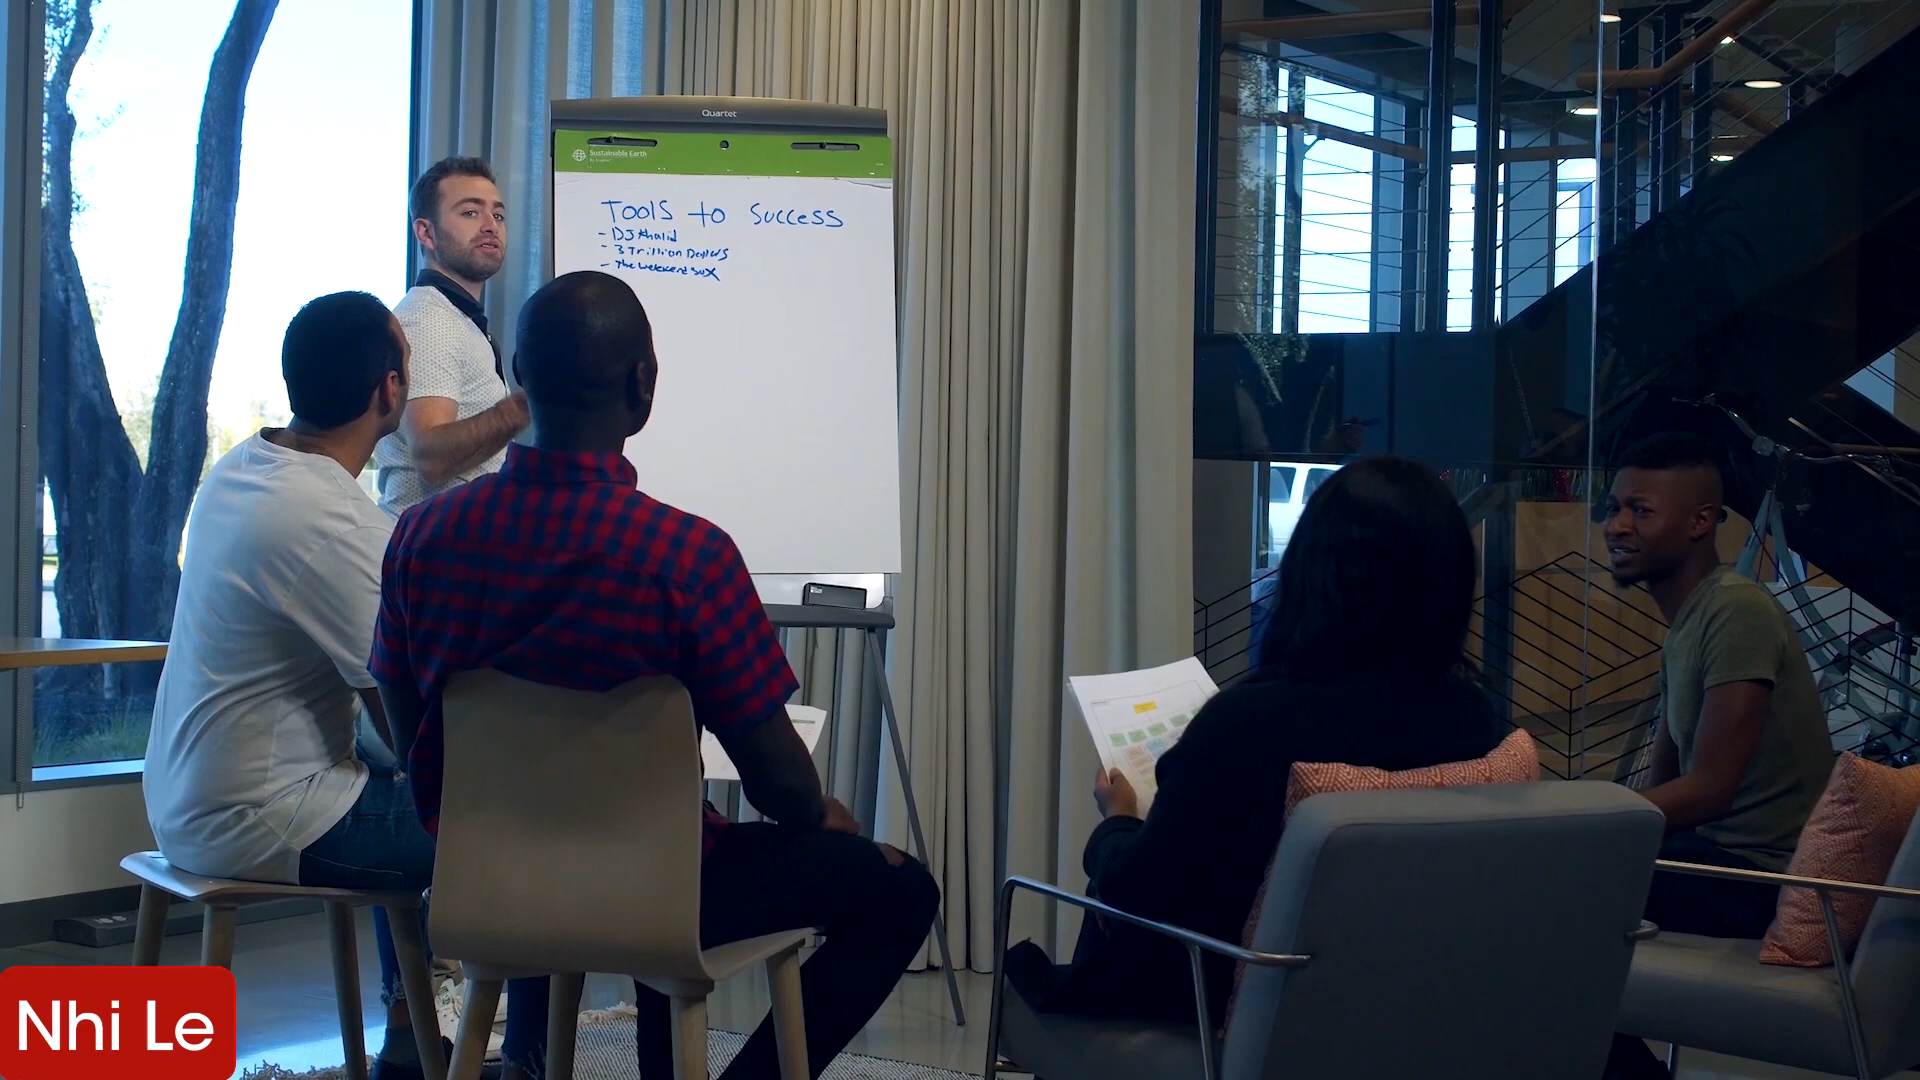 Quartet
Sustainable Earth
Tools to Success
- DJ Khalid
- 3 Trillion Dollars
- The Weekend Sux
Nhi Le